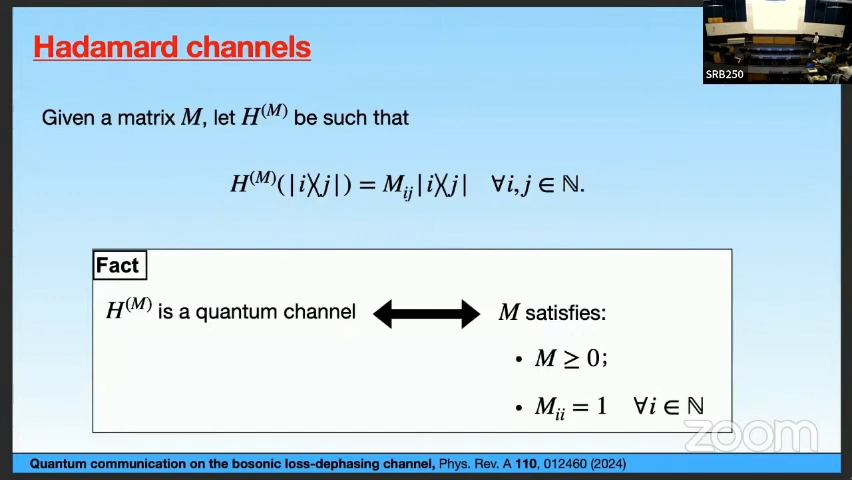 Hadamard channels
SRB250
Given a matrix M, let H^(M) be such that
H^(M)(|i⟩⟨j|) = M_ij|i⟩⟨j| ∀i, j ∈ ℕ.
Fact
H^(M) is a quantum channel
M satisfies:
• M ≥ 0;
• M_ii = 1 ∀i ∈ ℕ
zoom
Quantum communication on the bosonic loss-dephasing channel, Phys. Rev. A 110, 012460 (2024)